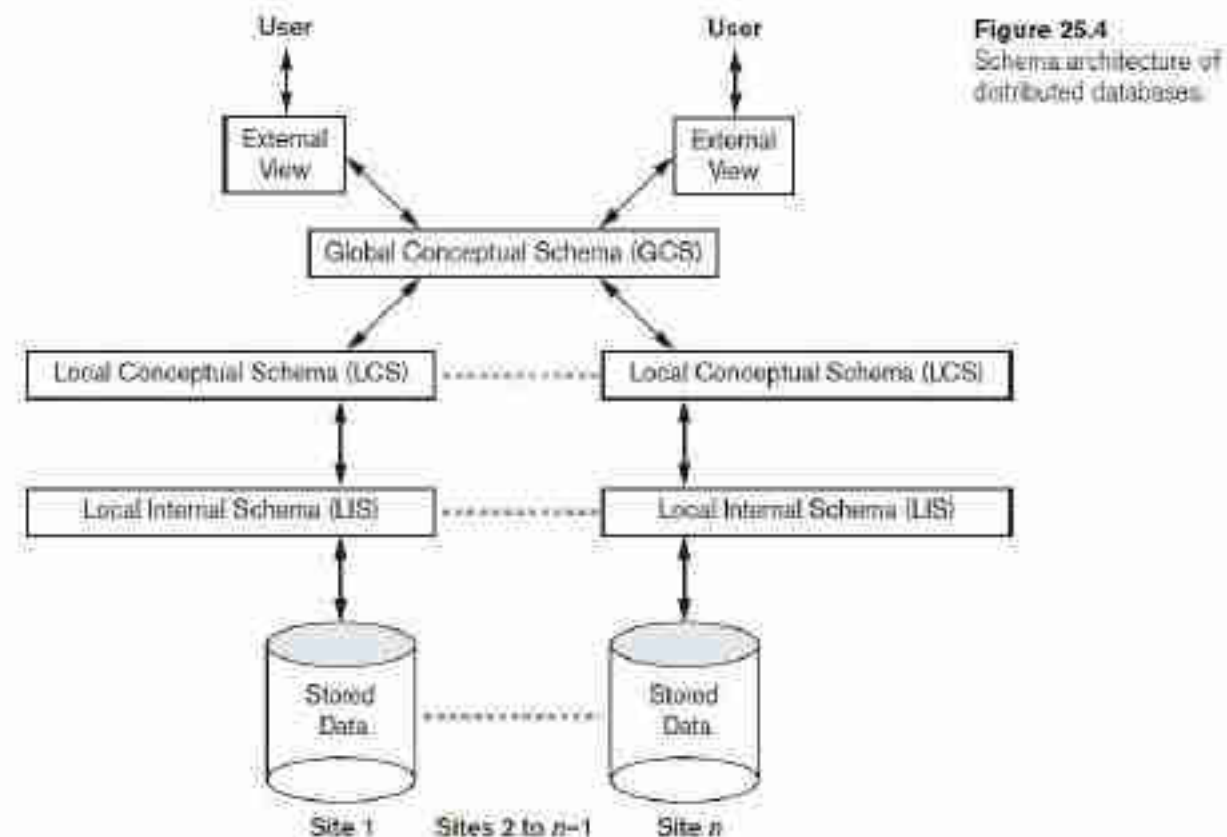 User
User
Figure 25.4
Schema architecture of
distributed databases.
External
View
External
View
Global Conceptual Schema (GCS)
Local Conceptual Schema (LCS)
Local Conceptual Schema (LCS)
Local Internal Schema (LIS)
Local Internal Schema (LIS)
Stored
Data
Stored
Data
Site 1
Sites 2 to n–1
Site n